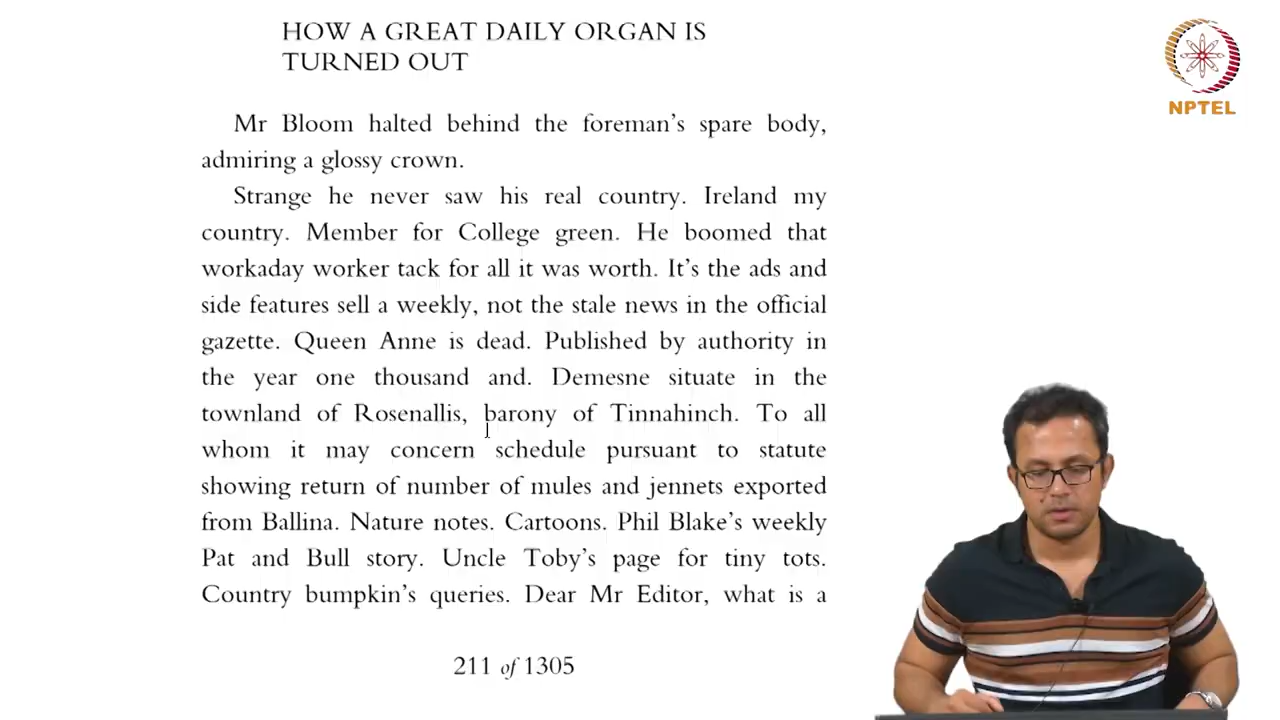 HOW A GREAT DAILY ORGAN IS
TURNED OUT
Mr Bloom halted behind the foreman's spare body,
admiring a glossy crown.
Strange he never saw his real country. Ireland my
country. Member for College green. He boomed that
workaday worker tack for all it was worth. It's the ads and
side features sell a weekly, not the stale news in the official
gazette. Queen Anne is dead. Published by authority in
the year one thousand and. Demesne situate in the
townland of Rosenallis, barony of Tinnahinch. To all
whom it may concern schedule pursuant to statute
showing return of number of mules and jennets exported
from Ballina. Nature notes. Cartoons. Phil Blake's weekly
Pat and Bull story. Uncle Toby's page for tiny tots.
Country bumpkin's queries. Dear Mr Editor, what is a
211 of 1305
NPTEL